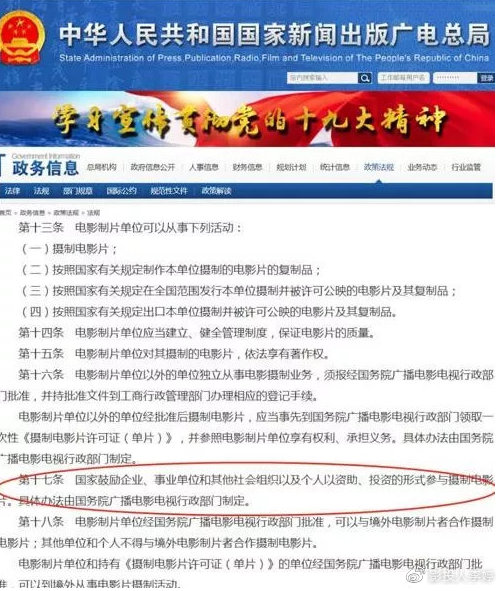 中华人民共和国国家新闻出版广电总局
State Administration of Press, Publication, Radio, Film and Television of The People's Republic of China
站内搜索 工作邮箱用户名 登录
学习宣传贯彻党的十九大精神
Government Information
政务信息 总局机构 政府信息公开 人事信息 财务信息 规划计划 统计信息 政策法规 业务动态 行业监管
法律 法规 部门规章 国际公约 规范性文件 政策解读
首页 > 政务信息 > 政策法规 > 法规
第十三条 电影制片单位可以从事下列活动：
（一）摄制电影片；
（二）按照国家有关规定制作本单位摄制的电影片的复制品；
（三）按照国家有关规定在全国范围发行本单位摄制并被许可公映的电影片及其复制品；
（四）按照国家有关规定出口本单位摄制并被许可公映的电影片及其复制品。
第十四条 电影制片单位应当建立、健全管理制度，保证电影片的质量。
第十五条 电影制片单位对其摄制的电影片，依法享有著作权。
第十六条 电影制片单位以外的单位独立从事电影摄制业务，须报经国务院广播电影电视行政部
门批准，并持批准文件到工商行政管理部门办理相应的登记手续。
电影制片单位以外的单位经批准后摄制电影片，应当事先到国务院广播电影电视行政部门领取一
次性《摄制电影片许可证（单片）》，并参照电影制片单位享有权利、承担义务。具体办法由国务院
广播电影电视行政部门制定。
第十七条 国家鼓励企业、事业单位和其他社会组织以及个人以资助、投资的形式参与摄制电影
片。具体办法由国务院广播电影电视行政部门制定。
第十八条 电影制片单位经国务院广播电影电视行政部门批准，可以与境外电影制片者合作摄制
电影片；其他单位和个人不得与境外电影制片者合作摄制电影片。
电影制片单位和持有《摄制电影片许可证（单片）》的单位经国务院广播电影电视行政部门批
准，可以到境外从事电影片摄制活动。